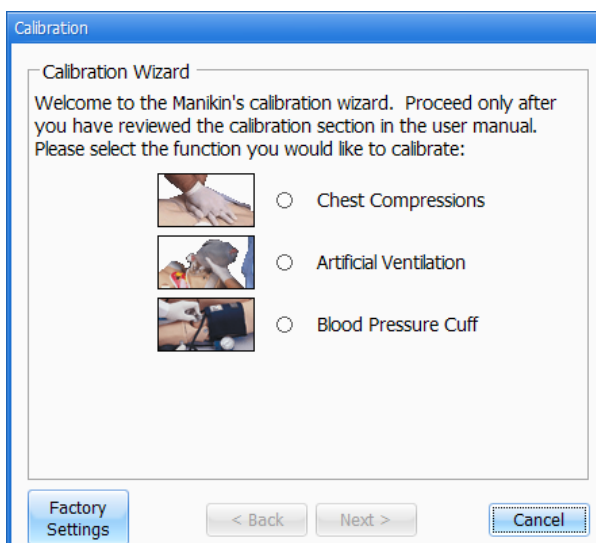 Calibration
Calibration Wizard
Welcome to the Manikin's calibration wizard.  Proceed only after
you have reviewed the calibration section in the user manual.
Please select the function you would like to calibrate:
Chest Compressions
Artificial Ventilation
Blood Pressure Cuff
Factory
Settings
< Back
Next >
Cancel